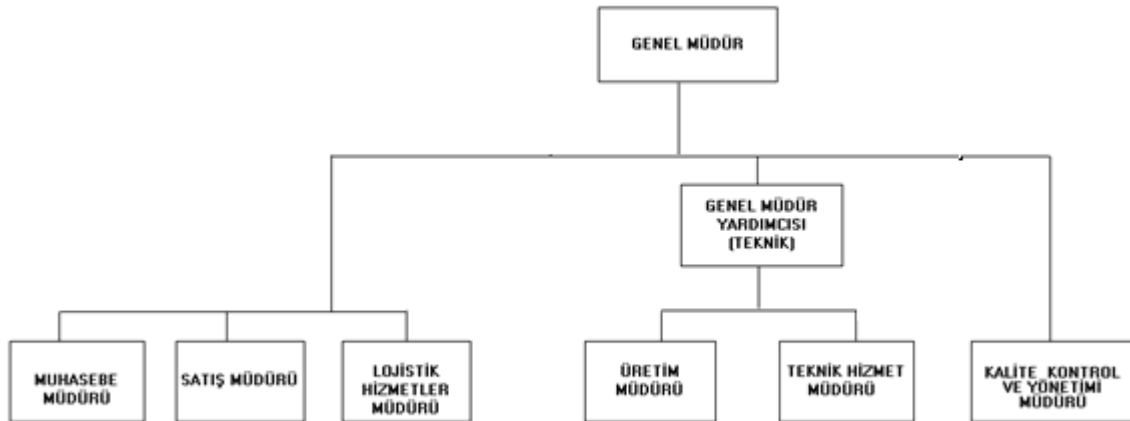 GENEL MÜDÜR
GENEL MÜDÜR
YARDIMCISI
(TEKNİK)
MUHASEBE
MÜDÜRÜ
SATIŞ MÜDÜRÜ
LOJİSTİK
HİZMETLER
MÜDÜRÜ
ÜRETİM
MÜDÜRÜ
TEKNİK HİZMET
MÜDÜRÜ
KALİTE KONTROL
VE YÖNETİMİ
MÜDÜRÜ